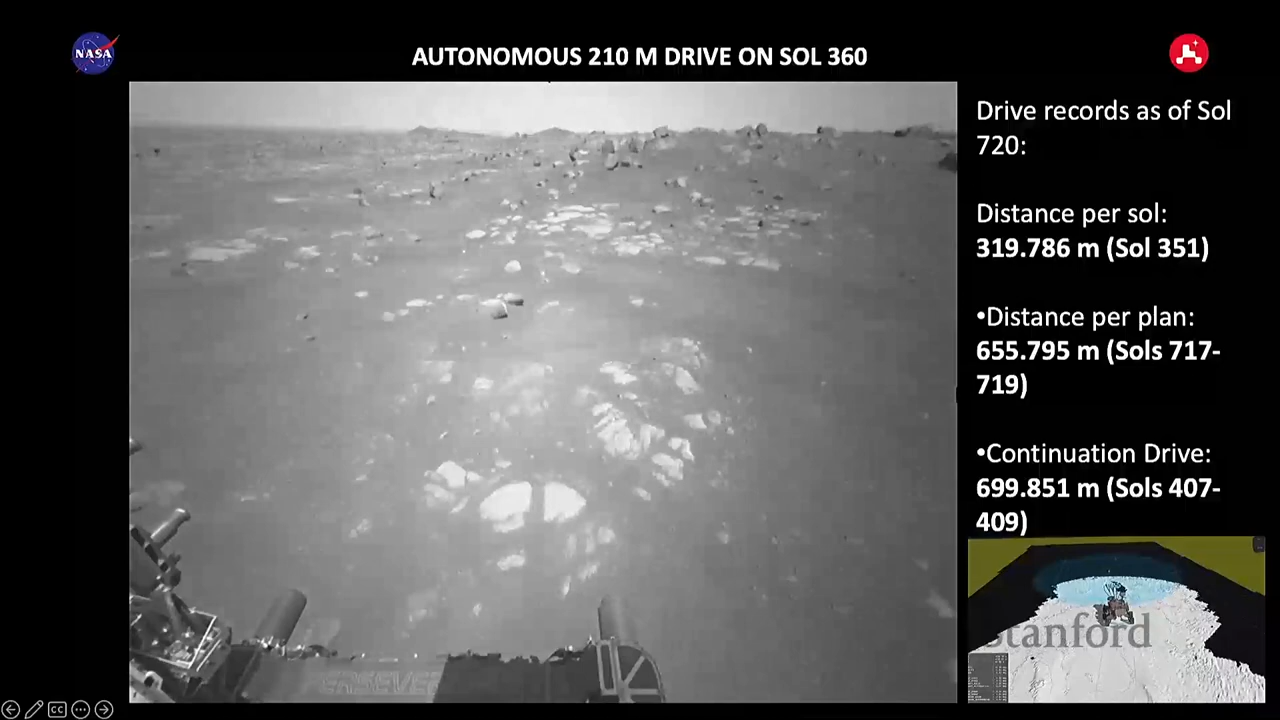 NASA
AUTONOMOUS 210 M DRIVE ON SOL 360
Drive records as of Sol
720:
Distance per sol:
319.786 m (Sol 351)
•Distance per plan:
655.795 m (Sols 717-
719)
•Continuation Drive:
699.851 m (Sols 407-
409)
Stanford
CC